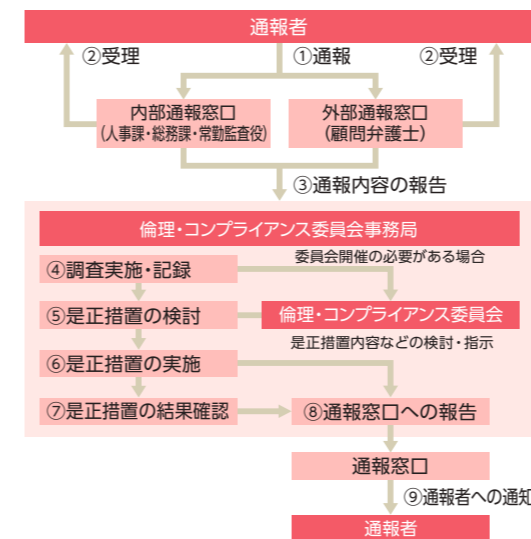 通報者
②受理
①通報
②受理
内部通報窓口
(人事課・総務課・常勤監査役)
外部通報窓口
(顧問弁護士)
③通報内容の報告
倫理・コンプライアンス委員会事務局
④調査実施・記録
委員会開催の必要がある場合
⑤是正措置の検討
倫理・コンプライアンス委員会
是正措置内容などの検討・指示
⑥是正措置の実施
⑦是正措置の結果確認
⑧通報窓口への報告
通報窓口
⑨通報者への通知
通報者